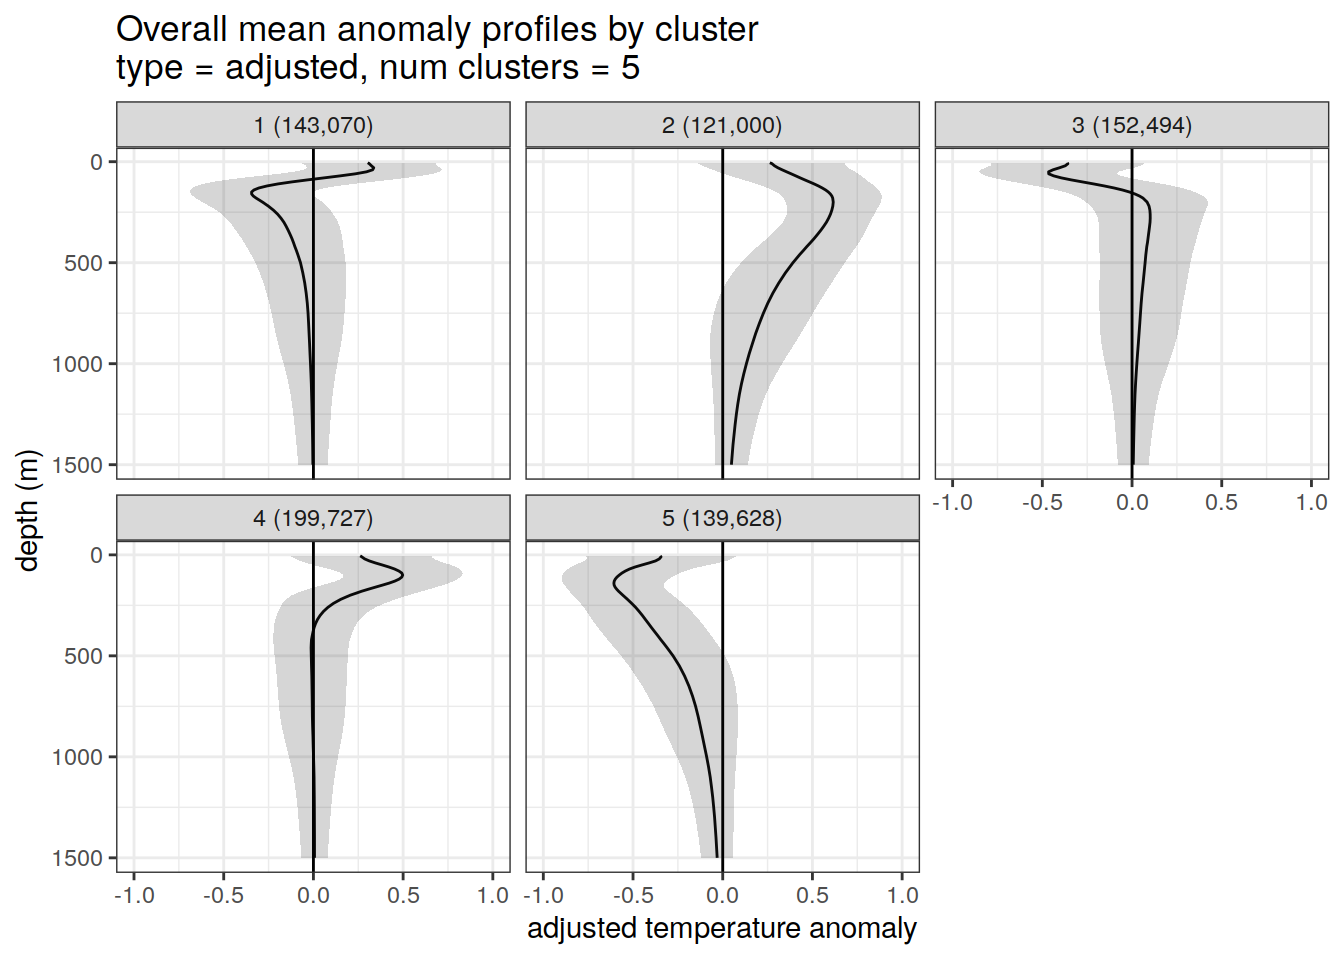 Overall mean anomaly profiles by cluster
type = adjusted, num clusters = 5
1 (143,070)
2 (121,000)
3 (152,494)
0
500
1000
1500
-1.0 -0.5 0.0 0.5 1.0
4 (199,727)
5 (139,628)
0
500
1000
1500
-1.0 -0.5 0.0 0.5 1.0
-1.0 -0.5 0.0 0.5 1.0
depth (m)
adjusted temperature anomaly